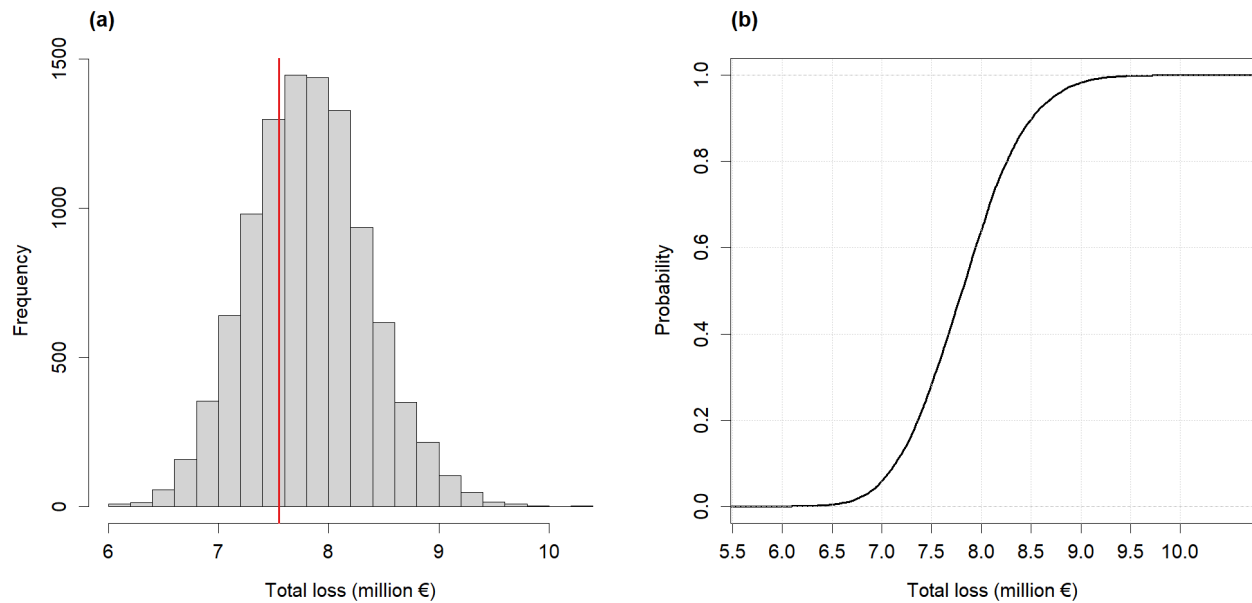 (a)
Frequency
1500
1000
500
0
6 7 8 9 10
Total loss (million €)
(b)
Probability
1.0
0.8
0.6
0.4
0.2
0.0
5.5 6.0 6.5 7.0 7.5 8.0 8.5 9.0 9.5 10.0
Total loss (million €)